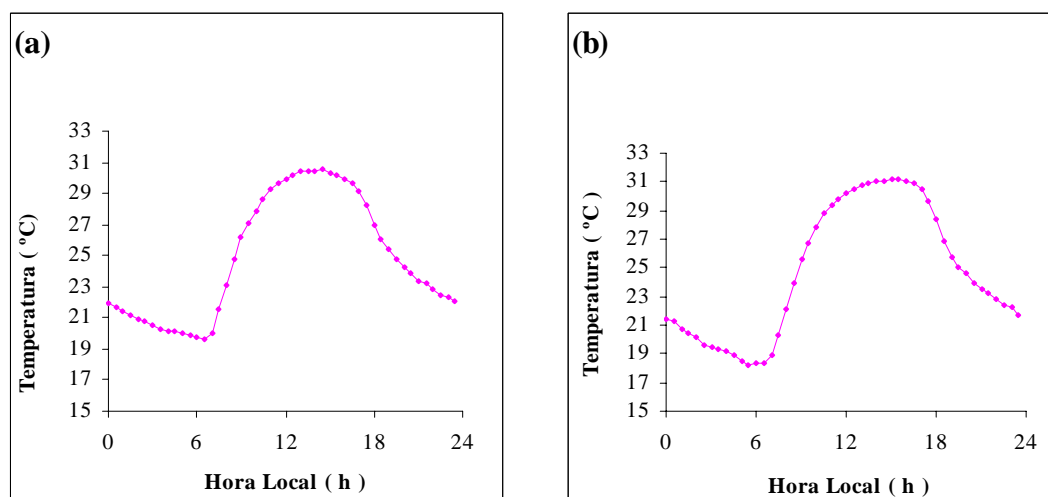 (a)
Temperatura ( ºC)
33
31
29
27
25
23
21
19
17
15
0 6 12 18 24
Hora Local ( h )
(b)
Temperatura ( ºC )
33
31
29
27
25
23
21
19
17
15
0 6 12 18 24
Hora Local ( h )